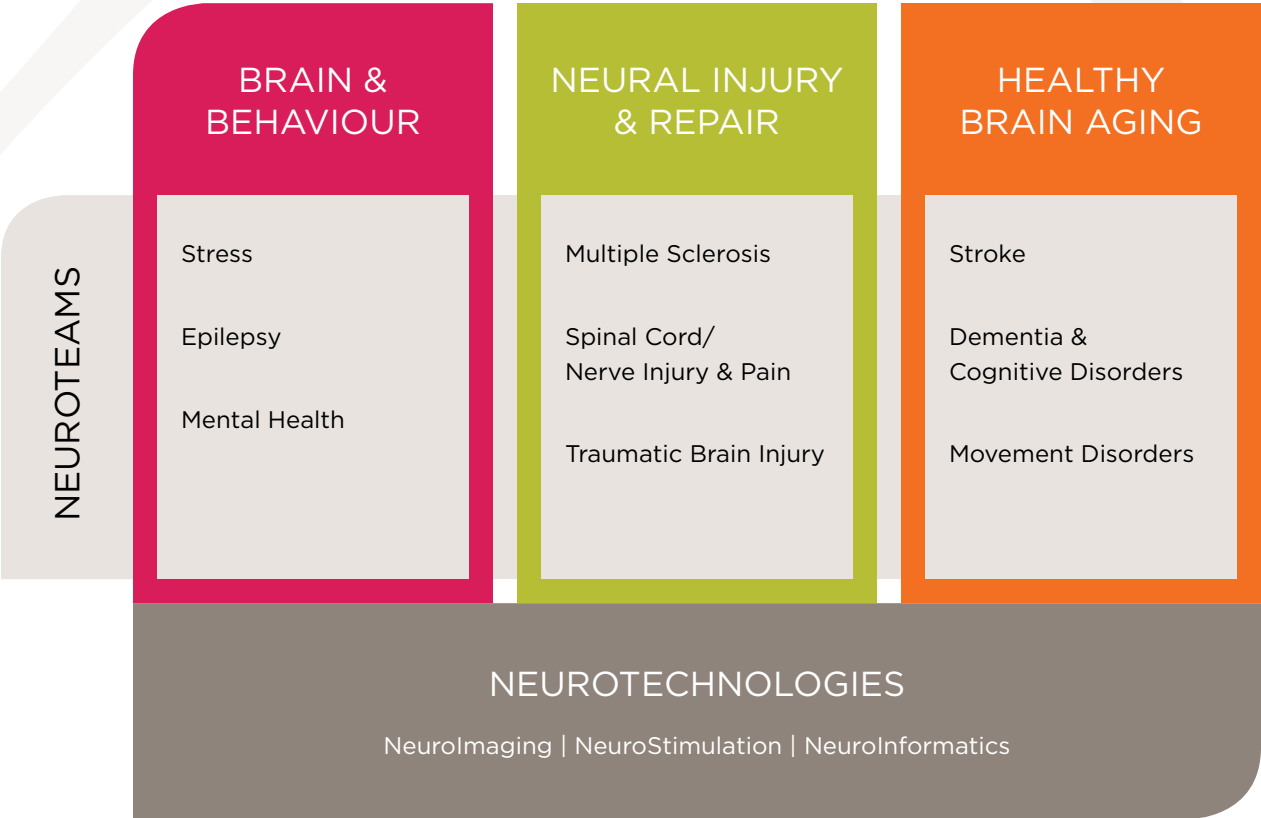 BRAIN &
BEHAVIOUR
NEURAL INJURY
& REPAIR
HEALTHY
BRAIN AGING
NEUROTEAMS
Stress
Epilepsy
Mental Health
Multiple Sclerosis
Spinal Cord/
Nerve Injury & Pain
Traumatic Brain Injury
Stroke
Dementia &
Cognitive Disorders
Movement Disorders
NEUROTECHNOLOGIES
NeuroImaging | NeuroStimulation | NeuroInformatics